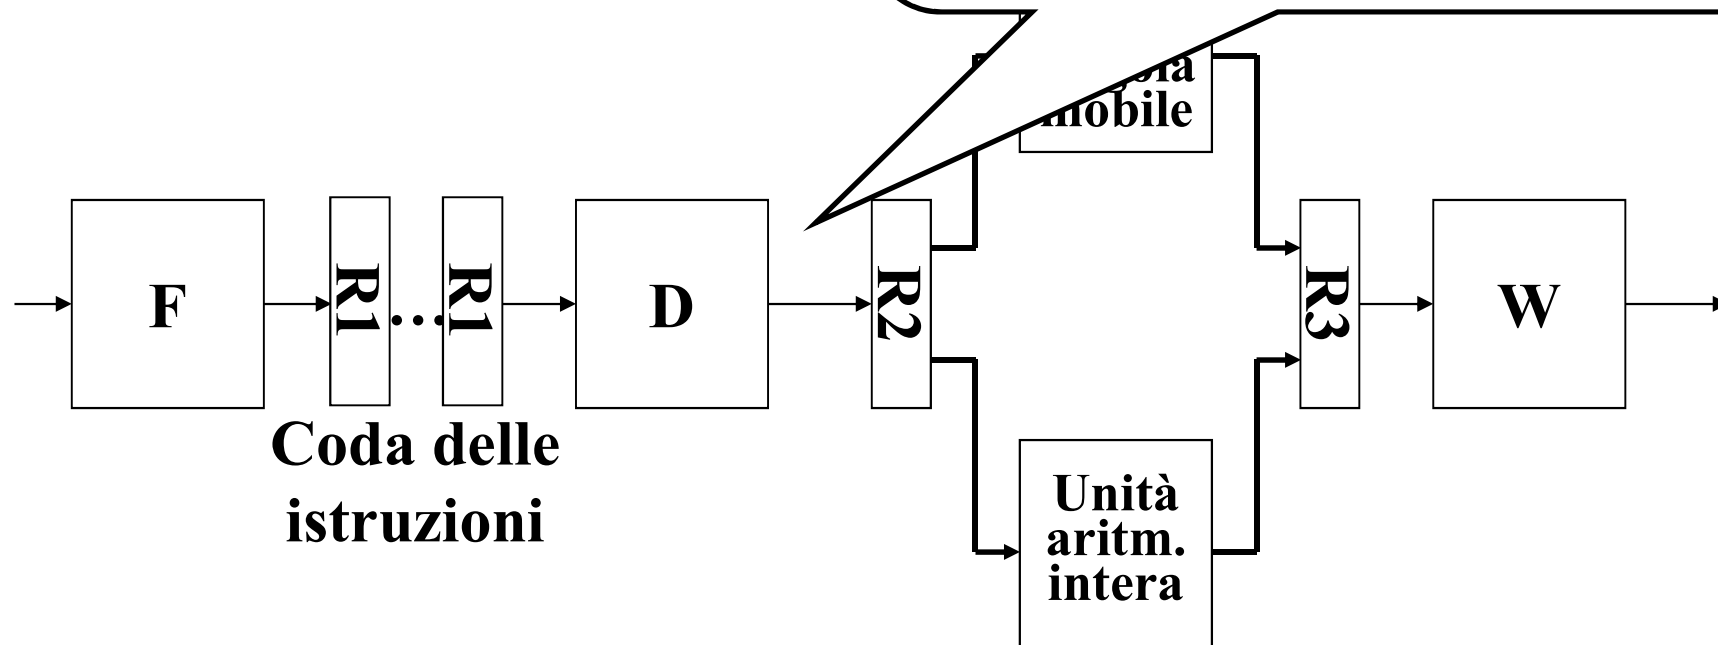 mobile
F
R1
...
R1
D
R2
R3
W
Coda delle
istruzioni
Unità
aritm.
intera